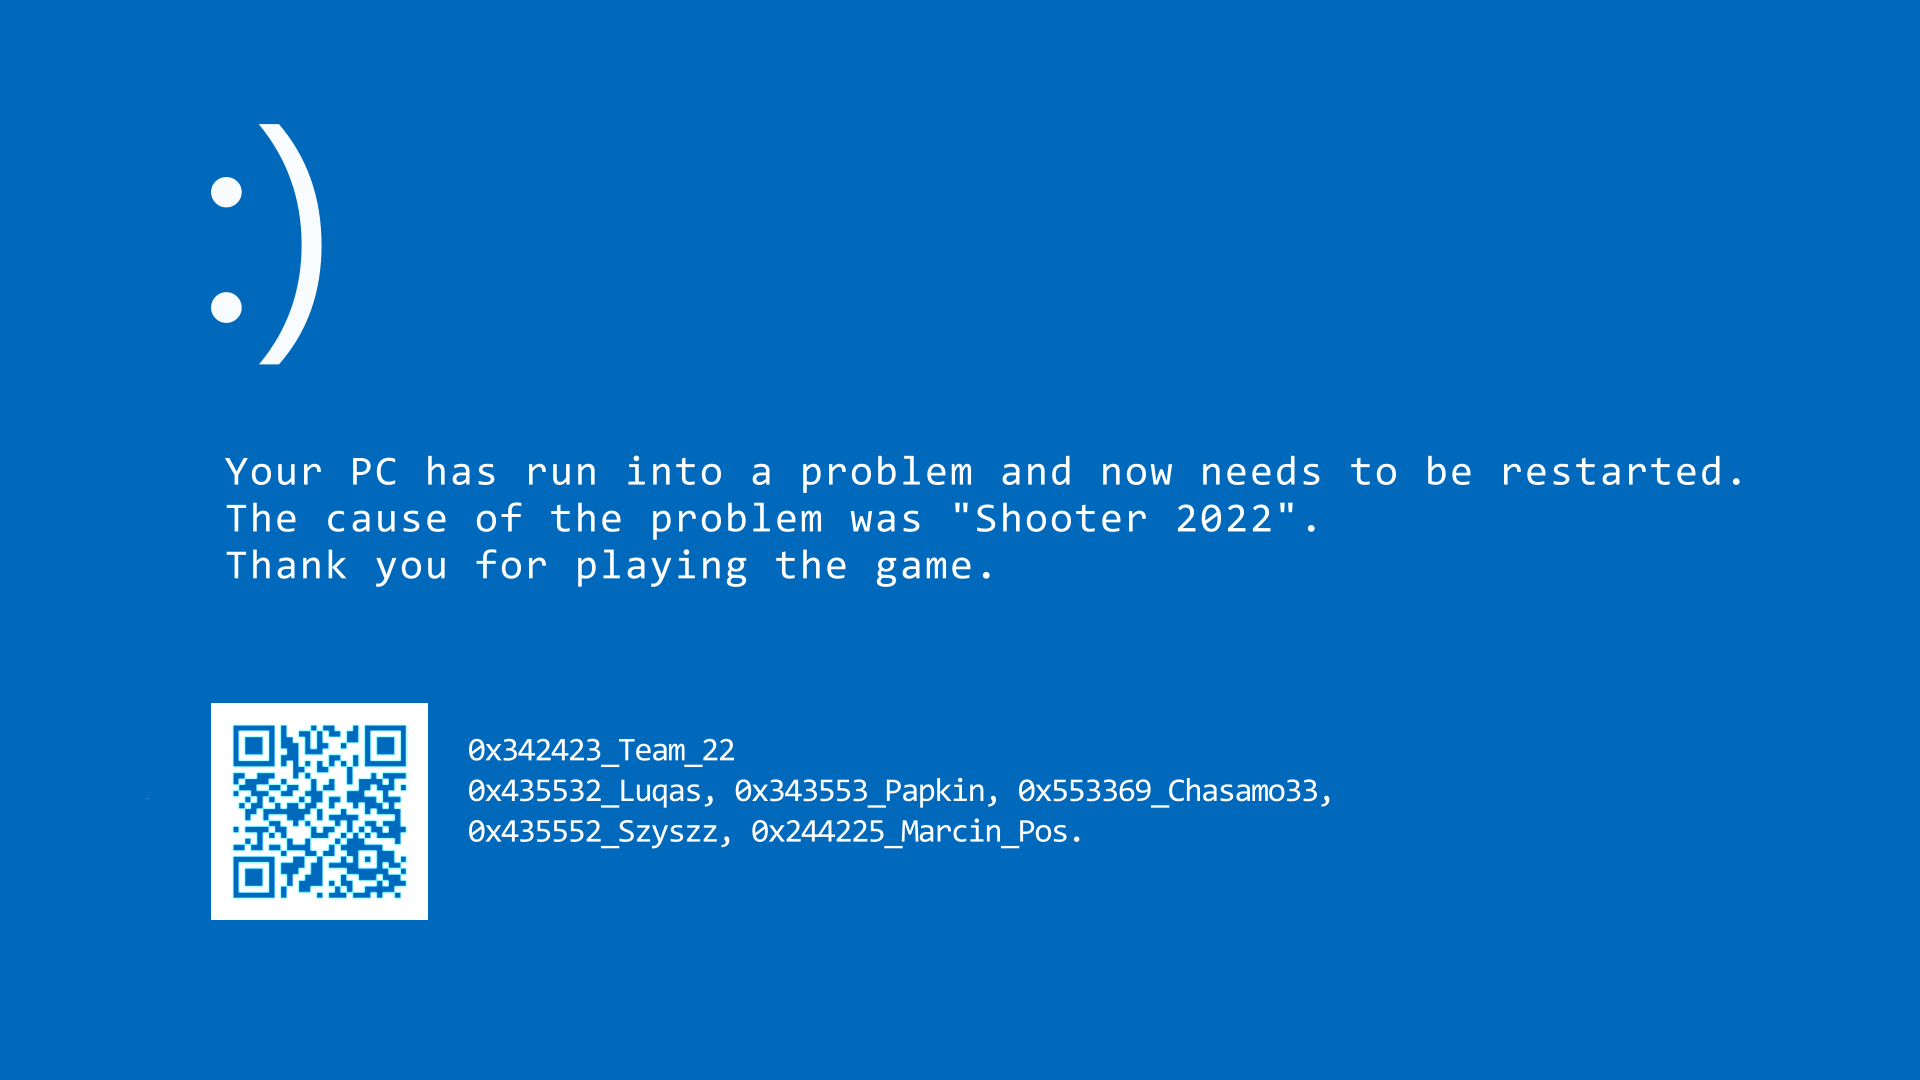 :)
Your PC has run into a problem and now needs to be restarted.
The cause of the problem was "Shooter 2022".
Thank you for playing the game.
0x342423_Team_22
0x435532_Luqas, 0x343553_Papkin, 0x553369_Chasamo33,
0x435552_Szyszz, 0x244225_Marcin_Pos.